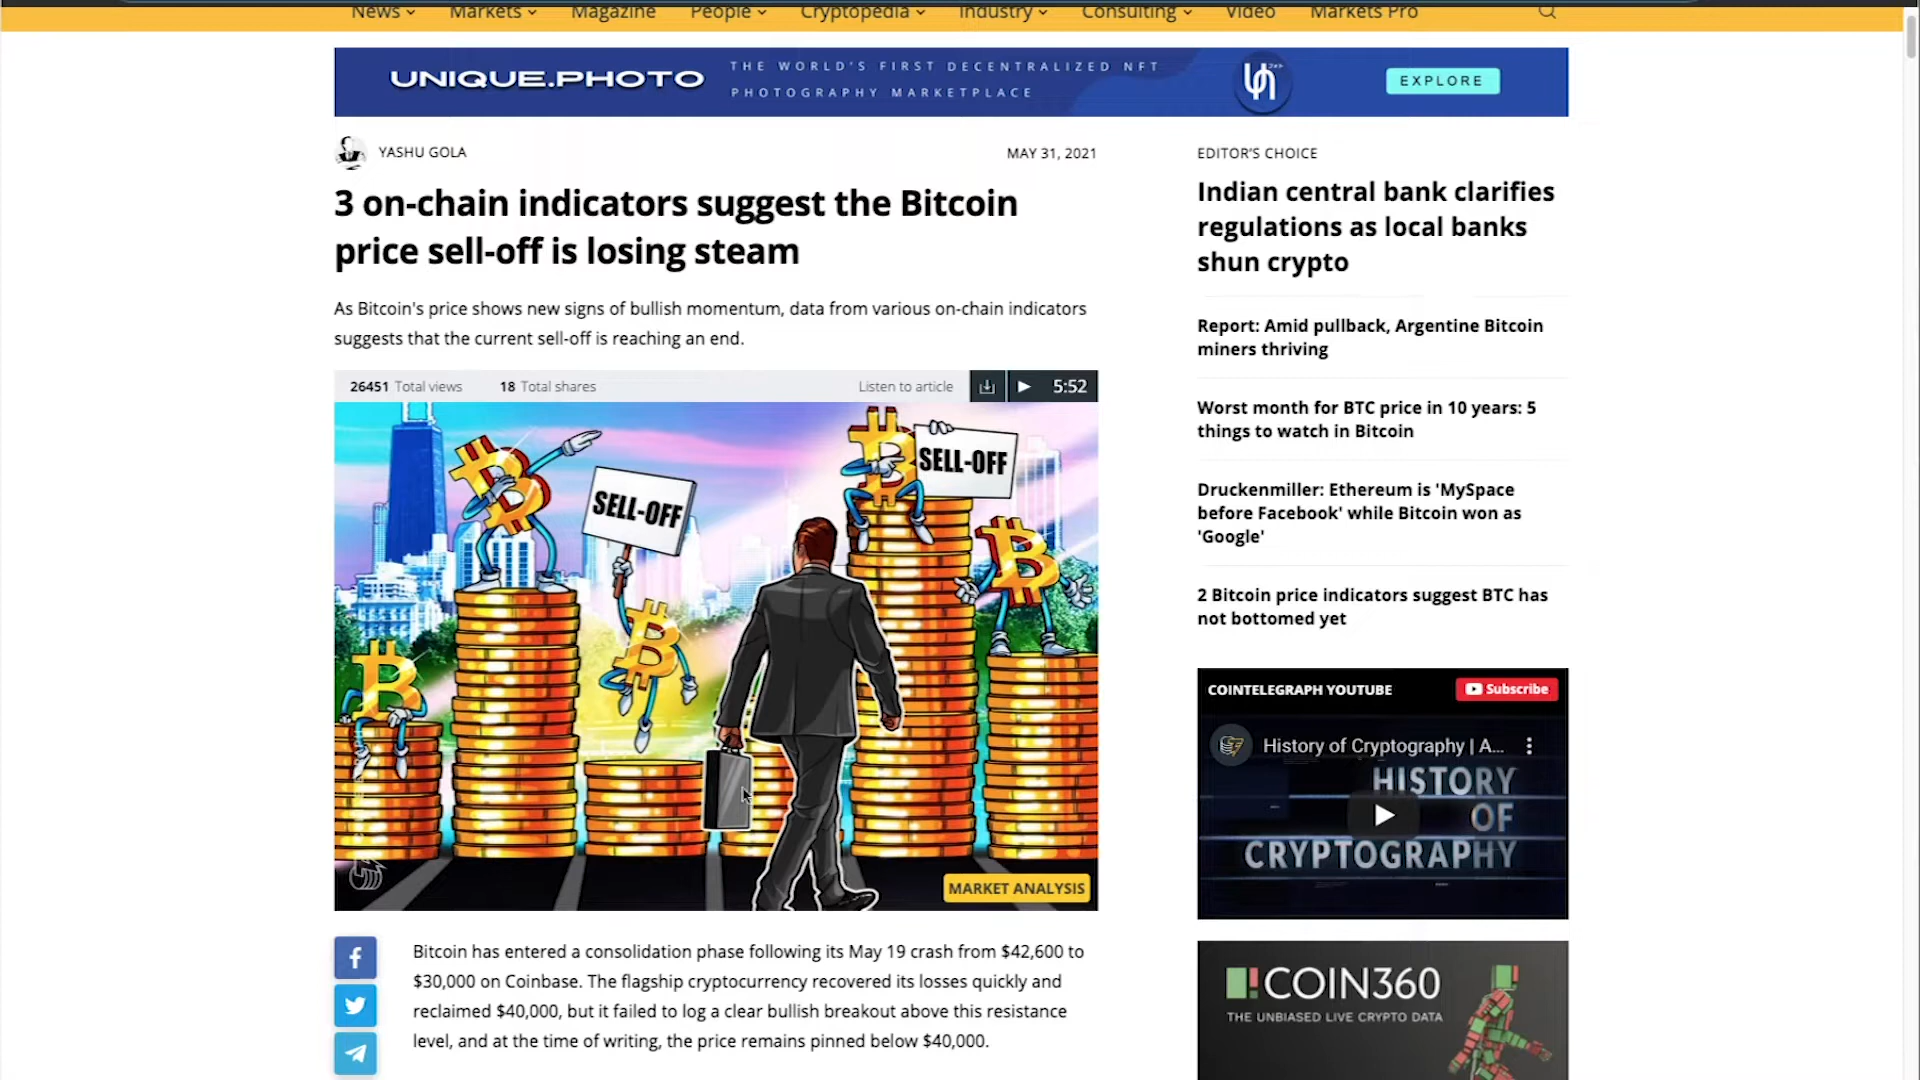 News
Markets
Magazine
People
Cryptopedia
Industry
Consulting
Video
Markets Pro
UNIQUE.PHOTO
THE WORLD'S FIRST DECENTRALIZED NFT
PHOTOGRAPHY MARKETPLACE
EXPLORE
YASHU GOLA
MAY 31, 2021
3 on-chain indicators suggest the Bitcoin
price sell-off is losing steam
As Bitcoin's price shows new signs of bullish momentum, data from various on-chain indicators
suggests that the current sell-off is reaching an end.
26451 Total views
18 Total shares
Listen to article
5:52
SELL-OFF
SELL-OFF
MARKET ANALYSIS
Bitcoin has entered a consolidation phase following its May 19 crash from $42,600 to
$30,000 on Coinbase. The flagship cryptocurrency recovered its losses quickly and
reclaimed $40,000, but it failed to log a clear bullish breakout above this resistance
level, and at the time of writing, the price remains pinned below $40,000.
EDITOR'S CHOICE
Indian central bank clarifies
regulations as local banks
shun crypto
Report: Amid pullback, Argentine Bitcoin
miners thriving
Worst month for BTC price in 10 years: 5
things to watch in Bitcoin
Druckenmiller: Ethereum is 'MySpace
before Facebook' while Bitcoin won as
'Google'
2 Bitcoin price indicators suggest BTC has
not bottomed yet
COINTELEGRAPH YOUTUBE
Subscribe
History of Cryptography | A...
HISTORY
OF
CRYPTOGRAPHY
COIN360
THE UNBIASED LIVE CRYPTO DATA